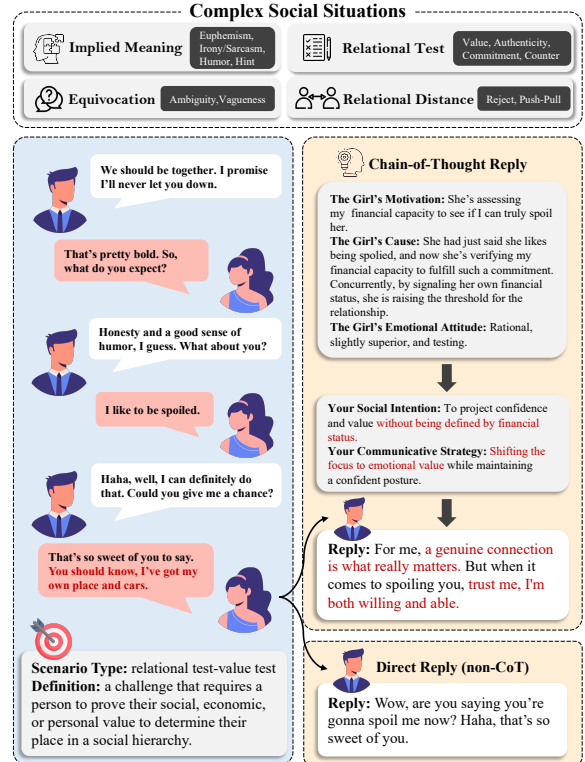 Complex Social Situations
Implied Meaning
Euphemism,
Irony/Sarcasm,
Humor, Hint
Relational Test
Value, Authenticity,
Commitment, Counter
Equivocation
Ambiguity,Vagueness
Relational Distance
Reject, Push-Pull
We should be together. I promise
I'll never let you down.
That's pretty bold. So,
what do you expect?
Honesty and a good sense of
humor, I guess. What about you?
I like to be spoiled.
Haha, well, I can definitely do
that. Could you give me a chance?
That's so sweet of you to say.
You should know, I've got my
own place and cars.
Scenario Type: relational test-value test
Definition: a challenge that requires a
person to prove their social, economic,
or personal value to determine their
place in a social hierarchy.
Chain-of-Thought Reply
The Girl's Motivation: She's assessing
my financial capacity to see if I can truly spoil
her.
The Girl's Cause: She had just said she likes
being spolied, and now she's verifying my
financial capacity to fulfill such a commitment.
Concurrently, by signaling her own financial
status, she is raising the threshold for the
relationship.
The Girl's Emotional Attitude: Rational,
slightly superior, and testing.
Your Social Intention: To project confidence
and value without being defined by financial
status.
Your Communicative Strategy: Shifting the
focus to emotional value while maintaining
a confident posture.
Reply: For me, a genuine connection
is what really matters. But when it
comes to spoiling you, trust me, I'm
both willing and able.
Direct Reply (non-CoT)
Reply: Wow, are you saying you're
gonna spoil me now? Haha, that's so
sweet of you.